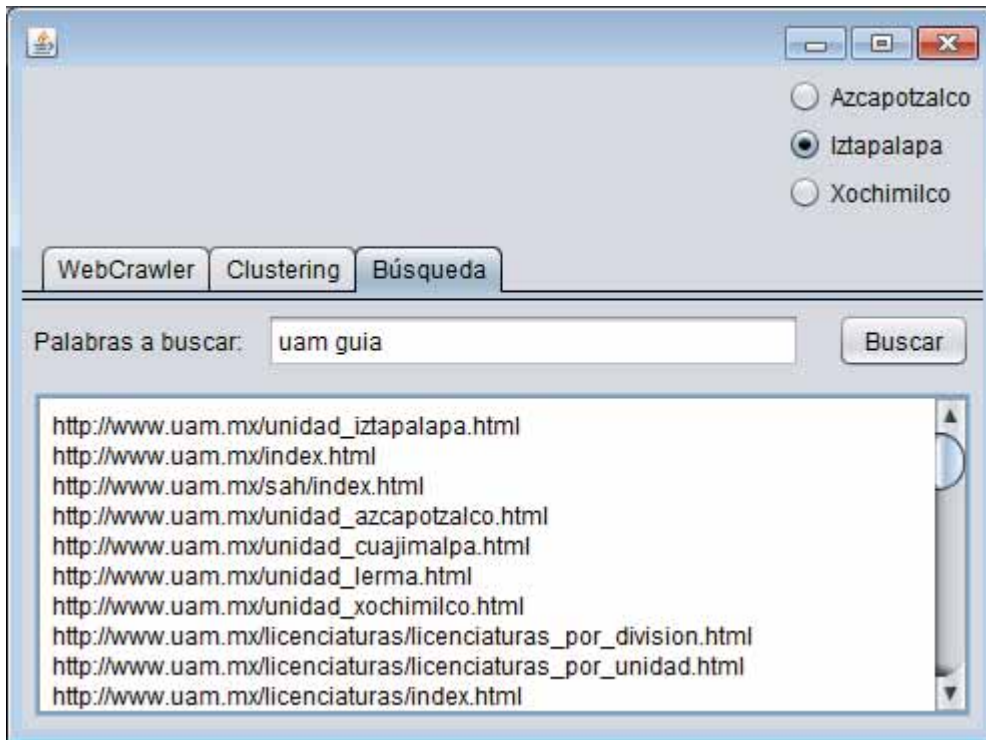 Azcapotzalco
Iztapalapa
Xochimilco
WebCrawler Clustering Búsqueda
Palabras a buscar: uam guia Buscar
http://www.uam.mx/unidad_iztapalapa.html
http://www.uam.mx/index.html
http://www.uam.mx/sah/index.html
http://www.uam.mx/unidad_azcapotzalco.html
http://www.uam.mx/unidad_cuajimalpa.html
http://www.uam.mx/unidad_lerma.html
http://www.uam.mx/unidad_xochimilco.html
http://www.uam.mx/licenciaturas/licenciaturas_por_division.html
http://www.uam.mx/licenciaturas/licenciaturas_por_unidad.html
http://www.uam.mx/licenciaturas/index.html